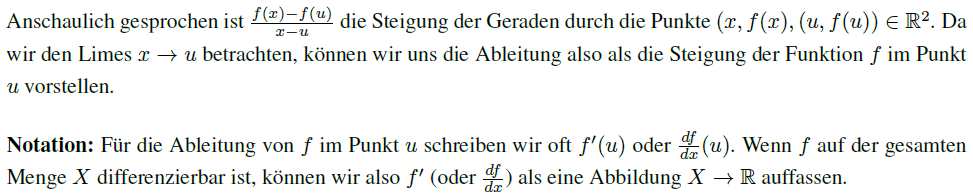 Anschaulich gesprochen ist $\frac{f(x)-f(u)}{x-u}$ die Steigung der Geraden durch die Punkte $(x, f(x), (u, f(u)) \in \mathbb{R}^2$. Da
wir den Limes $x \to u$ betrachten, können wir uns die Ableitung also als die Steigung der Funktion $f$ im Punkt
$u$ vorstellen.
Notation: Für die Ableitung von $f$ im Punkt $u$ schreiben wir oft $f'(u)$ oder $\frac{df}{dx}(u)$. Wenn $f$ auf der gesamten
Menge $X$ differenzierbar ist, können wir also $f'$ (oder $\frac{df}{dx}$) als eine Abbildung $X \to \mathbb{R}$ auffassen.